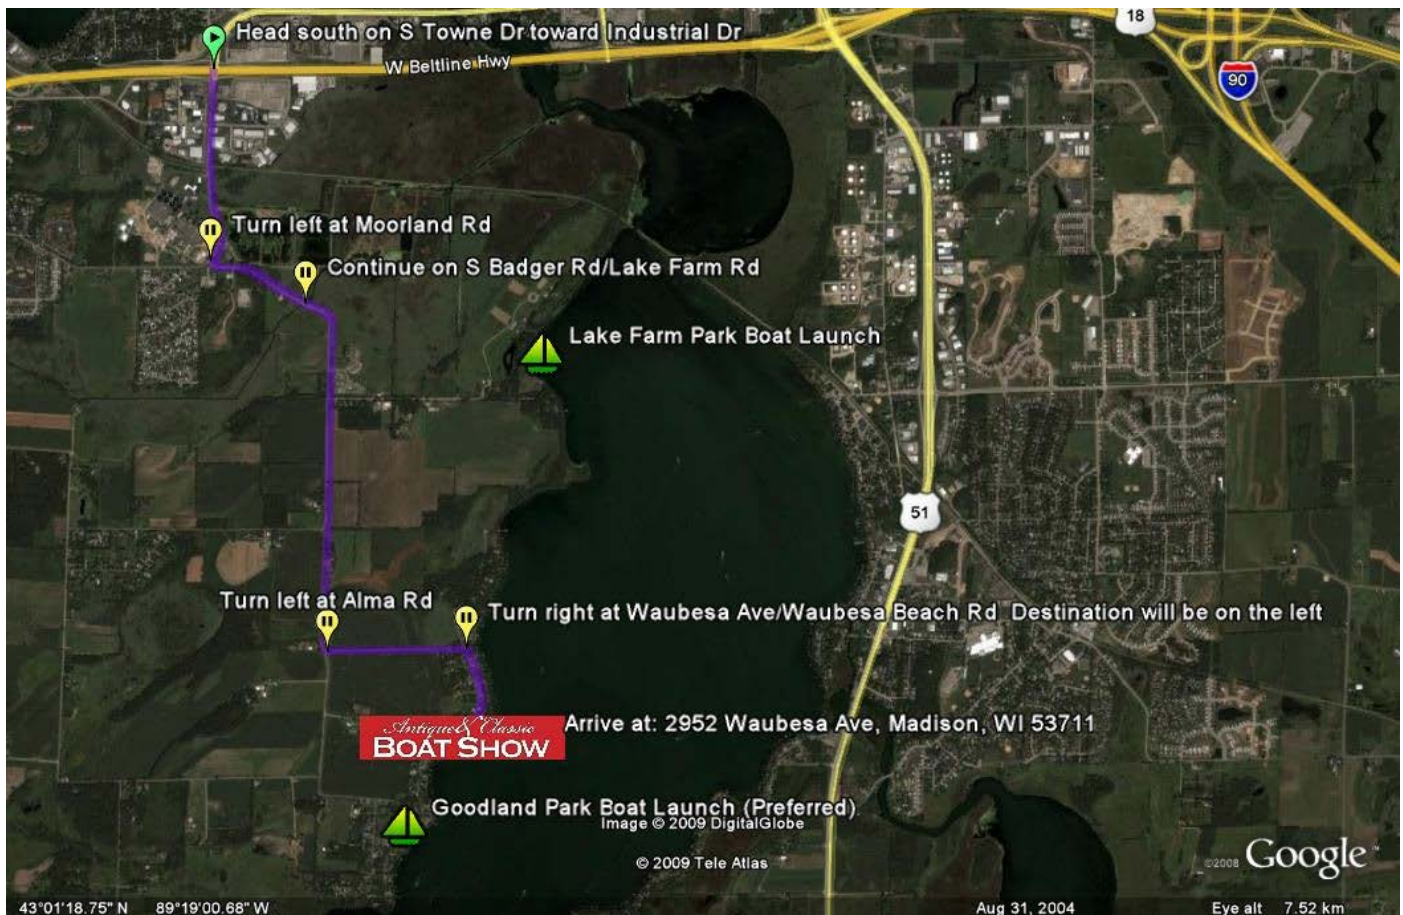 18
Head south on S Towne Dr toward Industrial Dr
W Beltline Hwy
90
Turn left at Moorland Rd
Continue on S Badger Rd/Lake Farm Rd
Lake Farm Park Boat Launch
51
Turn left at Alma Rd
Turn right at Waubesa Ave/Waubesa Beach Rd  Destination will be on the left
Antique & Classic
BOAT SHOW
Arrive at: 2952 Waubesa Ave, Madison, WI 53711
Goodland Park Boat Launch (Preferred)
Image © 2009 DigitalGlobe
© 2009 Tele Atlas
©2008 Google™
43°01'18.75" N 89°19'00.68" W Aug 31, 2004 Eye alt 7.52 km